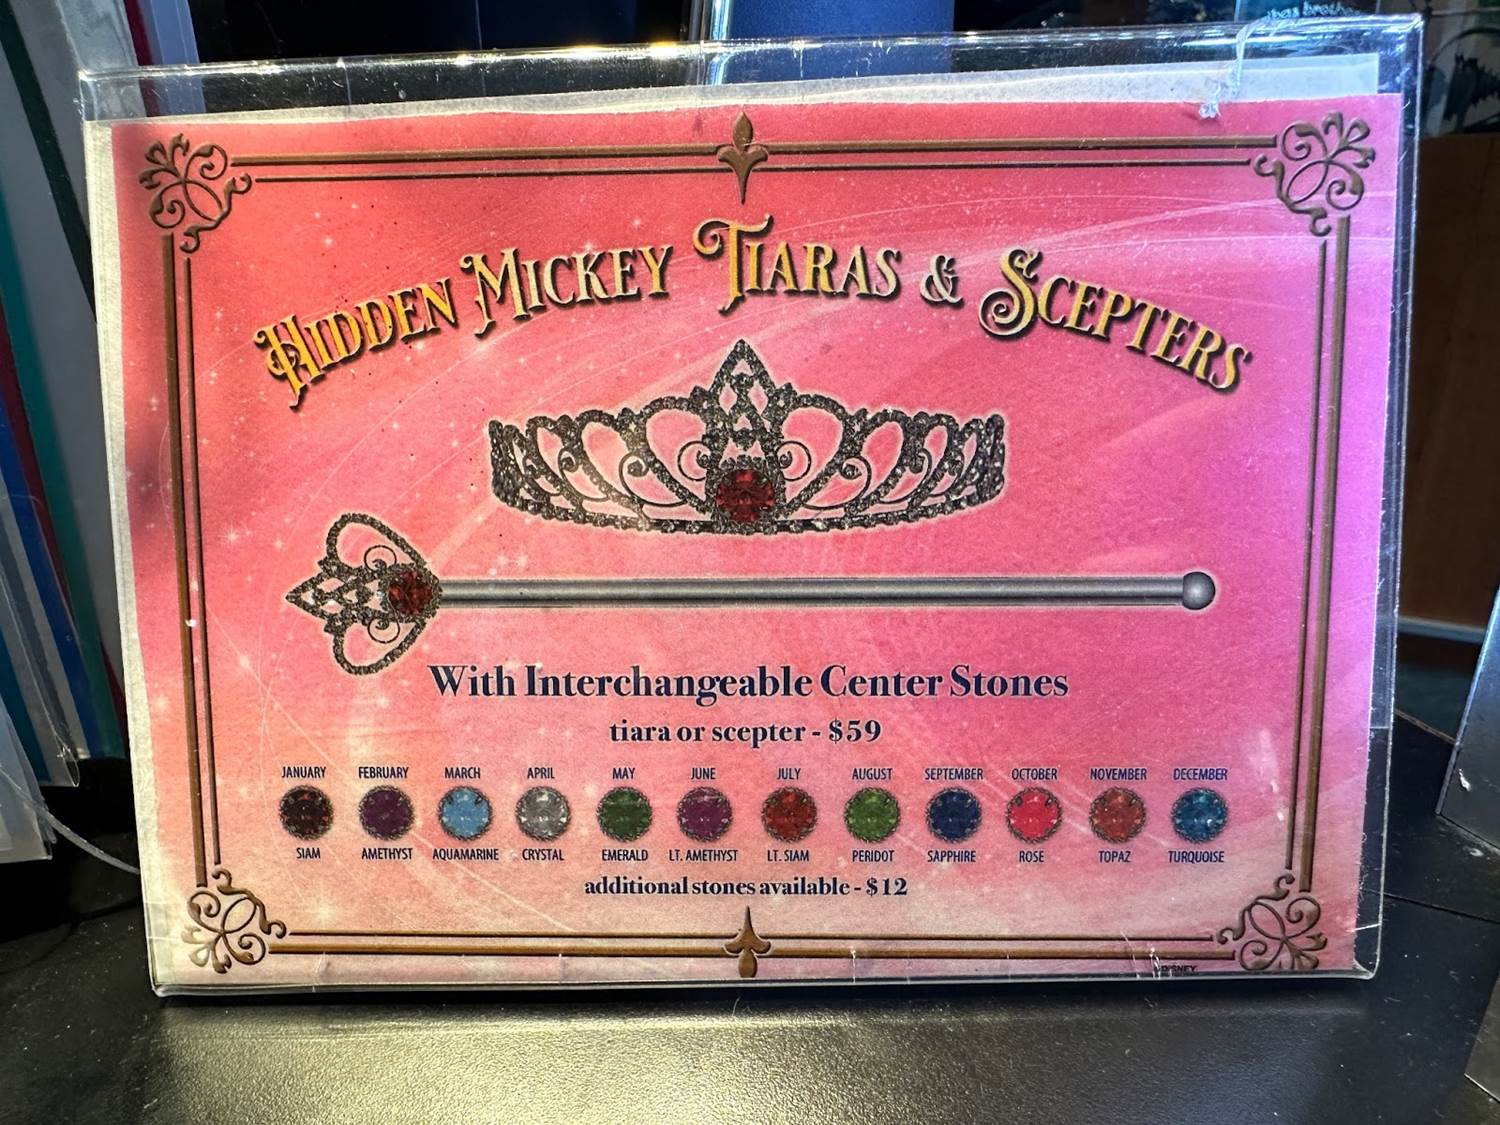 HIDDEN MICKEY TIARAS & SCEPTERS
With Interchangeable Center Stones
tiara or scepter - $59
JANUARY FEBRUARY MARCH APRIL MAY JUNE JULY AUGUST SEPTEMBER OCTOBER NOVEMBER DECEMBER
SIAM AMETHYST AQUAMARINE CRYSTAL EMERALD LT. AMETHYST LT. SIAM PERIDOT SAPPHIRE ROSE TOPAZ TURQUOISE
additional stones available - $12
©DISNEY